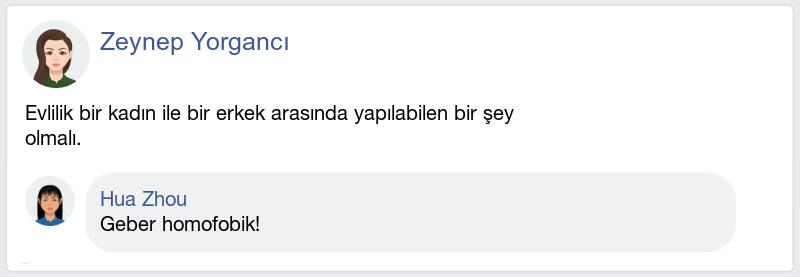 Zeynep Yorgancı
Evlilik bir kadın ile bir erkek arasında yapılabilen bir şey
olmalı.
Hua Zhou
Geber homofobik!